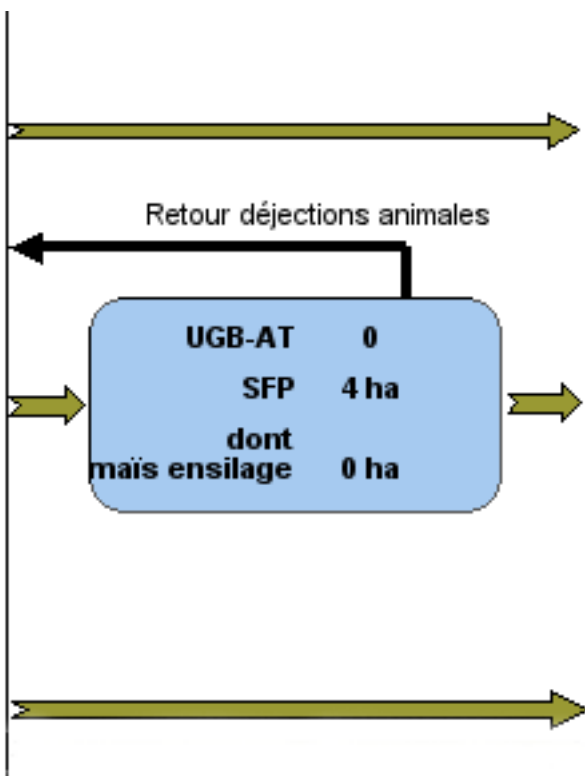 Retour déjections animales
UGB-AT 0
SFP 4 ha
dont
maïs ensilage 0 ha